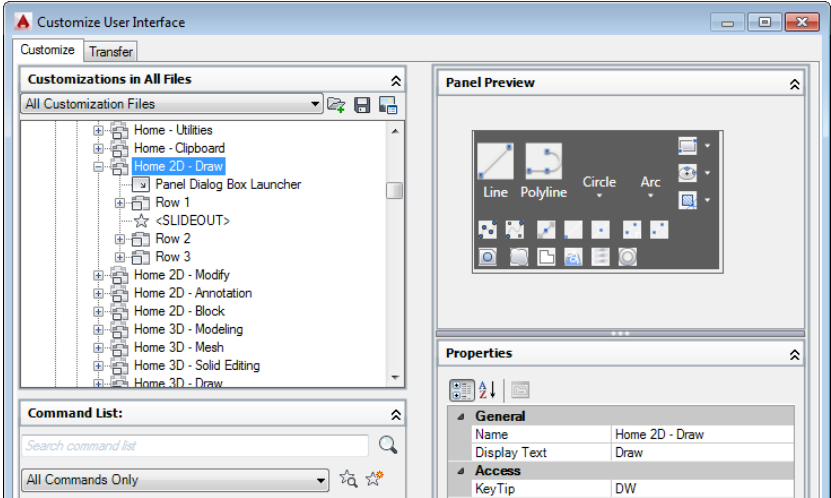 Customize User Interface
Customize Transfer
Customizations in All Files
All Customization Files
Home - Utilities
Home - Clipboard
Home 2D - Draw
Panel Dialog Box Launcher
Row 1
<SLIDEOUT>
Row 2
Row 3
Home 2D - Modify
Home 2D - Annotation
Home 2D - Block
Home 3D - Modeling
Home 3D - Mesh
Home 3D - Solid Editing
Home 3D - Draw
Command List:
Search command list
All Commands Only
Panel Preview
Line Polyline Circle Arc
Properties
General
Name Home 2D - Draw
Display Text Draw
Access
KeyTip DW